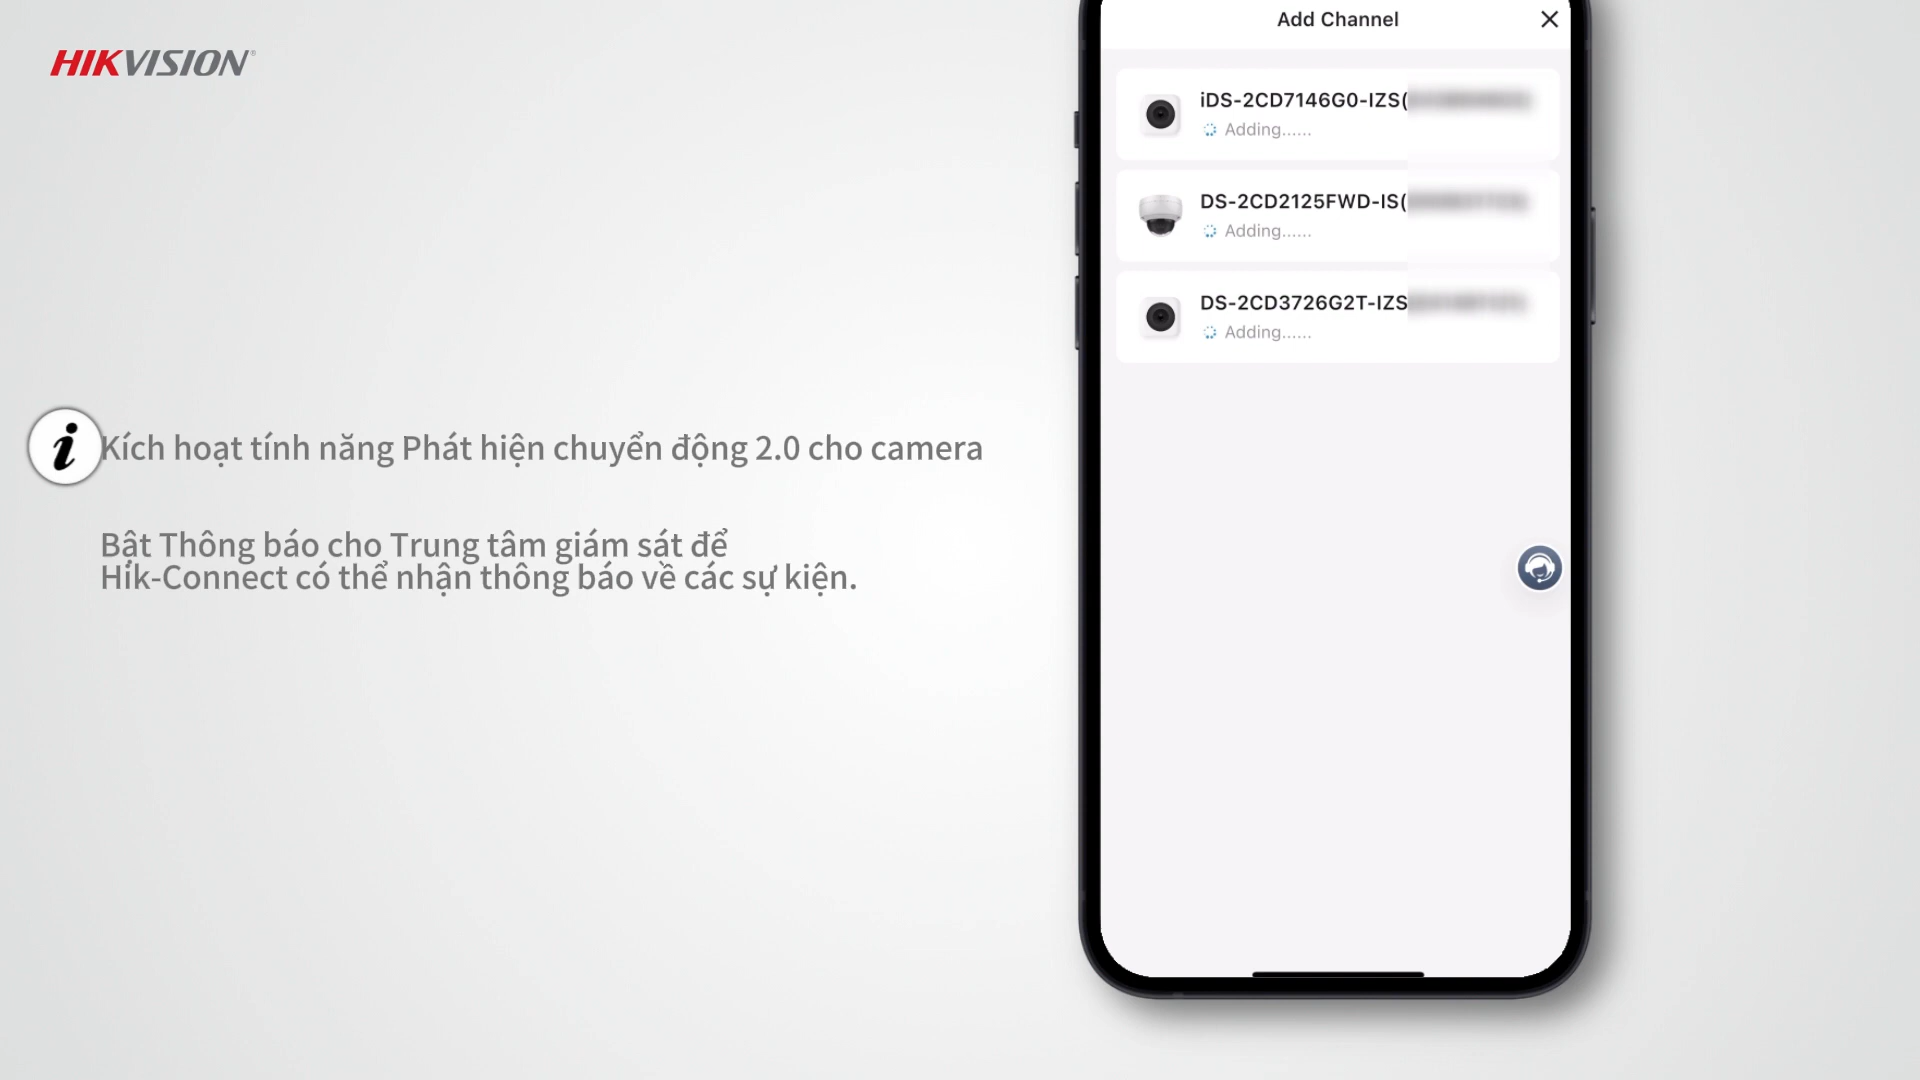 HIKVISION
Add Channel
iDS-2CD7146G0-IZS(
Adding......
DS-2CD2125FWD-IS(
Adding......
DS-2CD3726G2T-IZS
Adding......
i
Kích hoạt tính năng Phát hiện chuyển động 2.0 cho camera
Bật Thông báo cho Trung tâm giám sát để
Hik-Connect có thể nhận thông báo về các sự kiện.